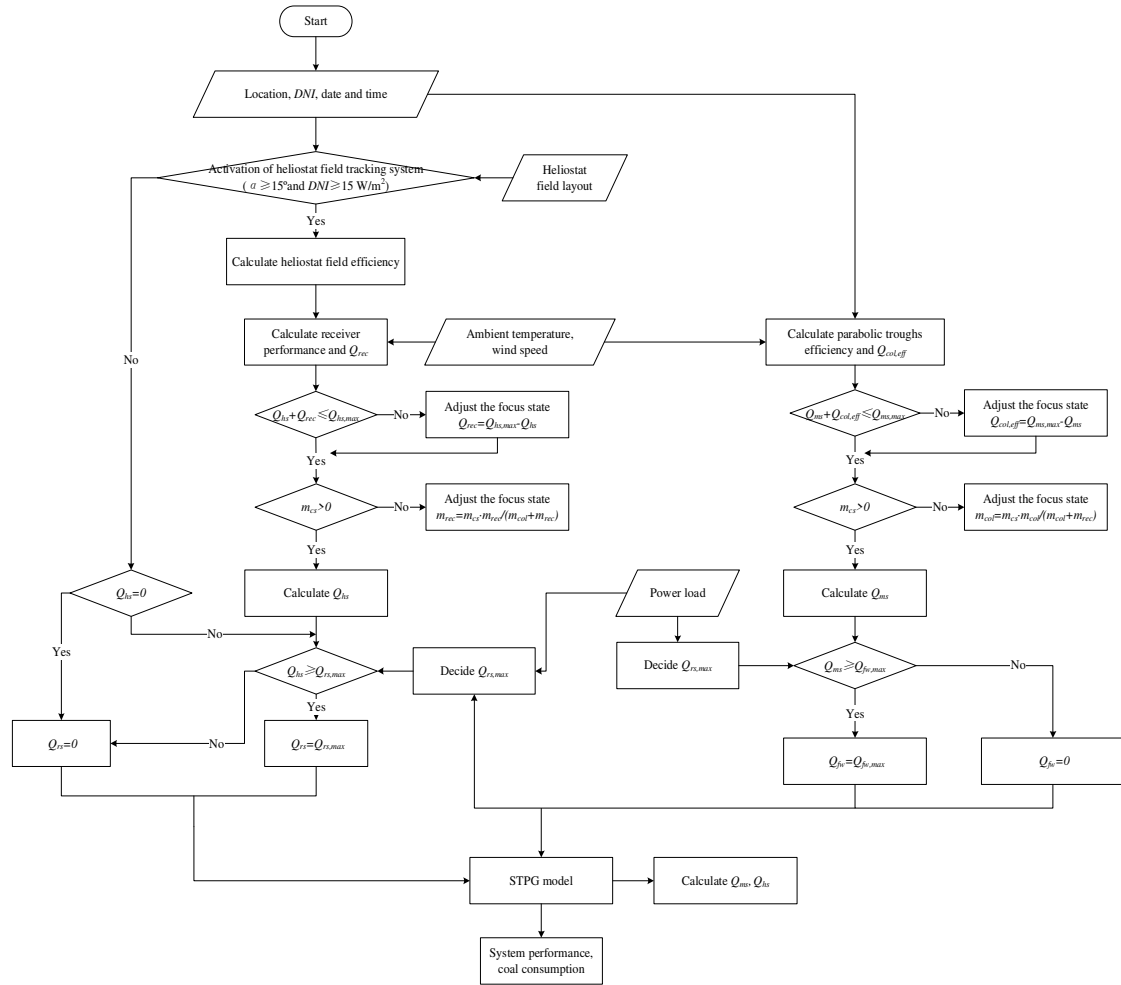 Start
Location, DNI, date and time
Activation of heliostat field tracking system
( α ≥15°and DNI≥15 W/m²)
Heliostat
field layout
Yes
Calculate heliostat field efficiency
No
Calculate receiver
performance and Q_rec
Ambient temperature,
wind speed
Calculate parabolic troughs
efficiency and Q_col,eff
Q_hs+Q_rec≤Q_hs,max
No
Adjust the focus state
Q_rec=Q_hs,max-Q_hs
Q_ms+Q_col,eff≤Q_ms,max
No
Adjust the focus state
Q_col,eff=Q_ms,max-Q_ms
Yes
Yes
m_cs>0
No
Adjust the focus state
m_rec=m_cs·m_rec/(m_col+m_rec)
m_cs>0
No
Adjust the focus state
m_col=m_cs·m_col/(m_col+m_rec)
Yes
Yes
Q_hs=0
Calculate Q_hs
Power load
Calculate Q_ms
No
Yes
Q_hs≥Q_rs,max
Decide Q_rs,max
Decide Q_rs,max
Q_ms≥Q_fw,max
No
Yes
Yes
Q_rs=0
No
Q_rs=Q_rs,max
Q_fw=Q_fw,max
Q_fw=0
STPG model
Calculate Q_ms, Q_hs
System performance,
coal consumption